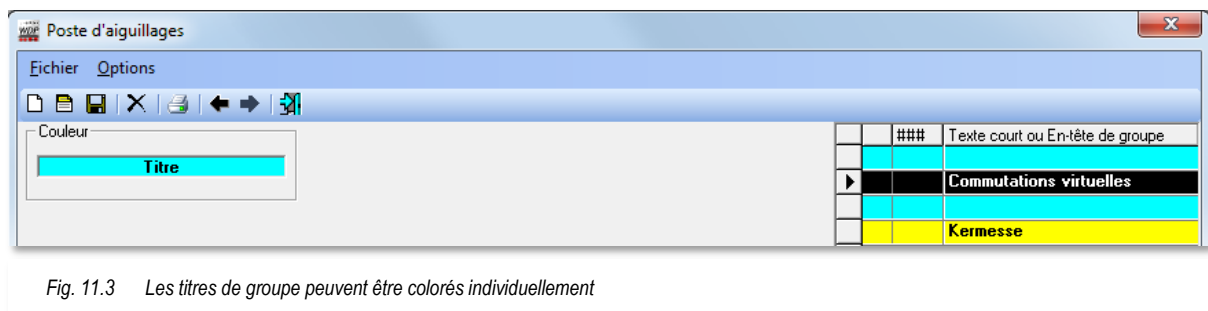 WDP Poste d'aiguillages
Fichier Options
Couleur
Titre
### Texte court ou En-tête de groupe
Commutations virtuelles
Kermesse
Fig. 11.3 Les titres de groupe peuvent être colorés individuellement